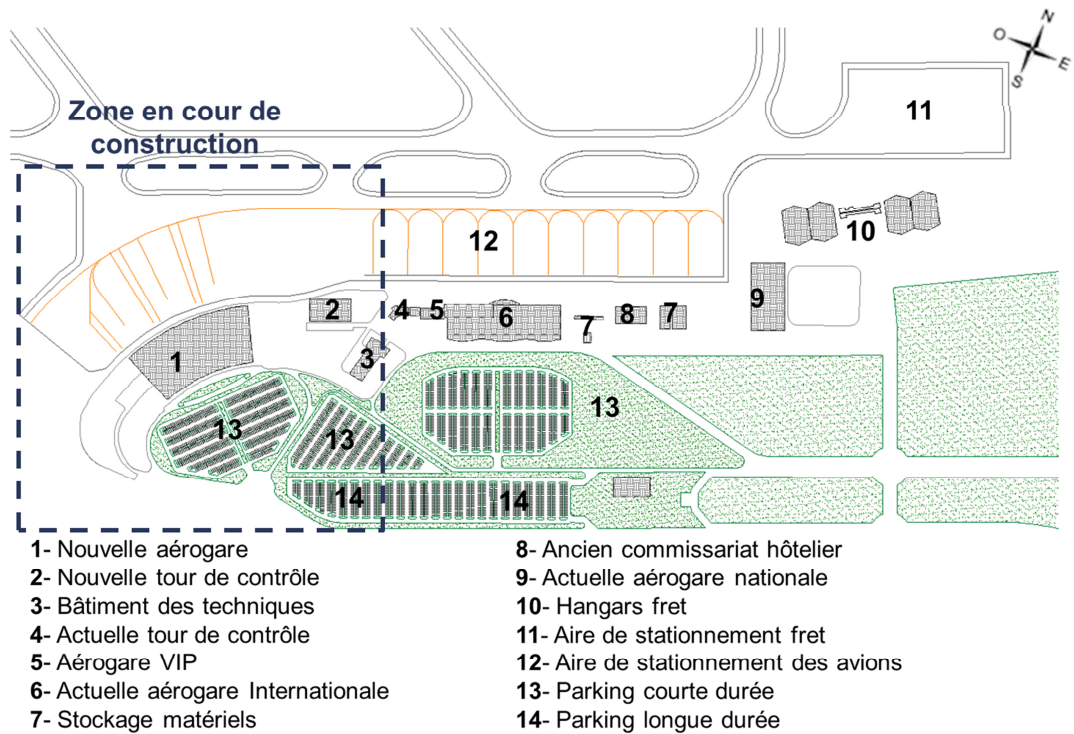 N
O
E
S
Zone en cour de
construction
11
12
10
9
2
4
5
6
8
7
7
1
3
13
13
13
14
14
1- Nouvelle aérogare
2- Nouvelle tour de contrôle
3- Bâtiment des techniques
4- Actuelle tour de contrôle
5- Aérogare VIP
6- Actuelle aérogare Internationale
7- Stockage matériels
8- Ancien commissariat hôtelier
9- Actuelle aérogare nationale
10- Hangars fret
11- Aire de stationnement fret
12- Aire de stationnement des avions
13- Parking courte durée
14- Parking longue durée